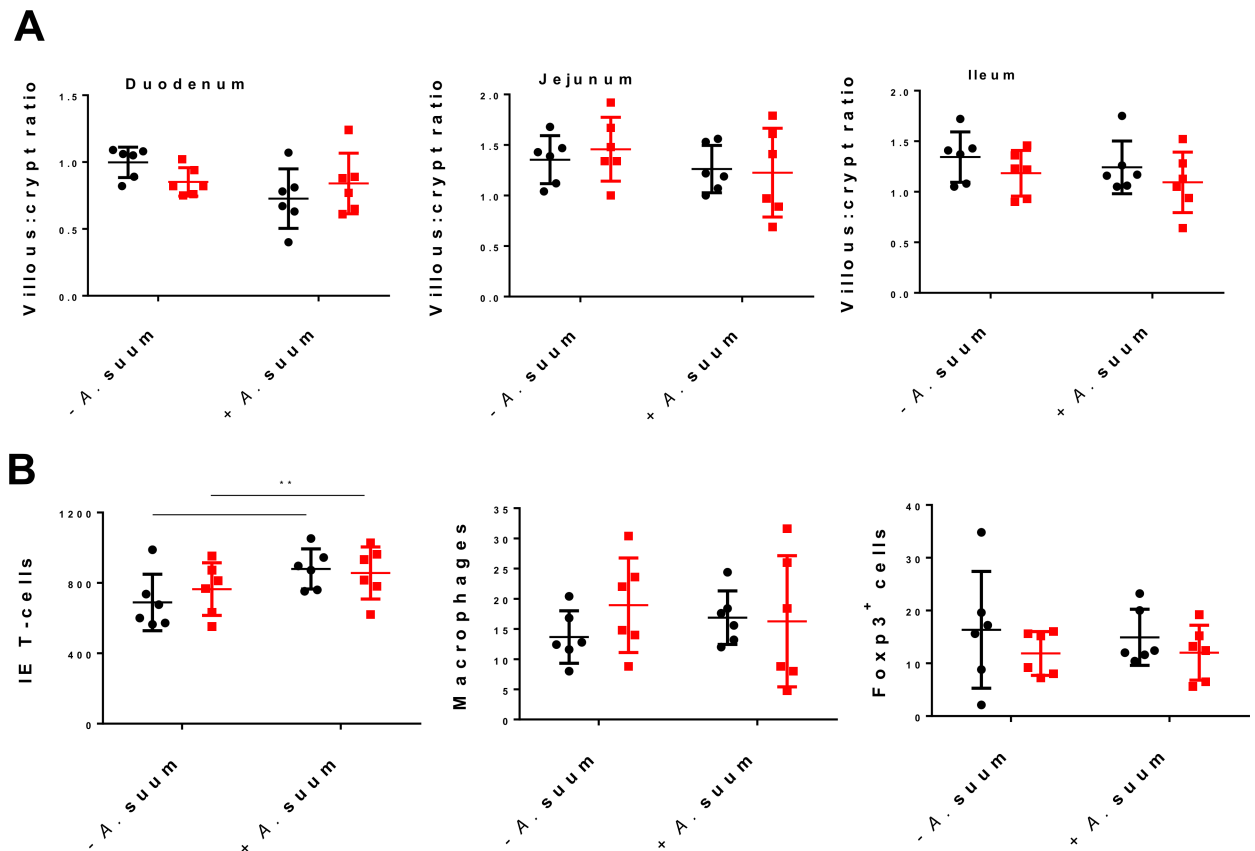 A
Duodenum
Villous:crypt ratio
1.5
1.0
0.5
0.0
- A. suum
+ A. suum
Jejunum
Villous:crypt ratio
2.0
1.5
1.0
0.5
0.0
- A. suum
+ A. suum
Ileum
Villous:crypt ratio
2.0
1.5
1.0
0.5
0.0
- A. suum
+ A. suum
B
**
IE T-cells
1200
800
400
0
- A. suum
+ A. suum
Macrophages
35
30
25
20
15
10
5
0
- A. suum
+ A. suum
Foxp3⁺ cells
40
30
20
10
0
- A. suum
+ A. suum